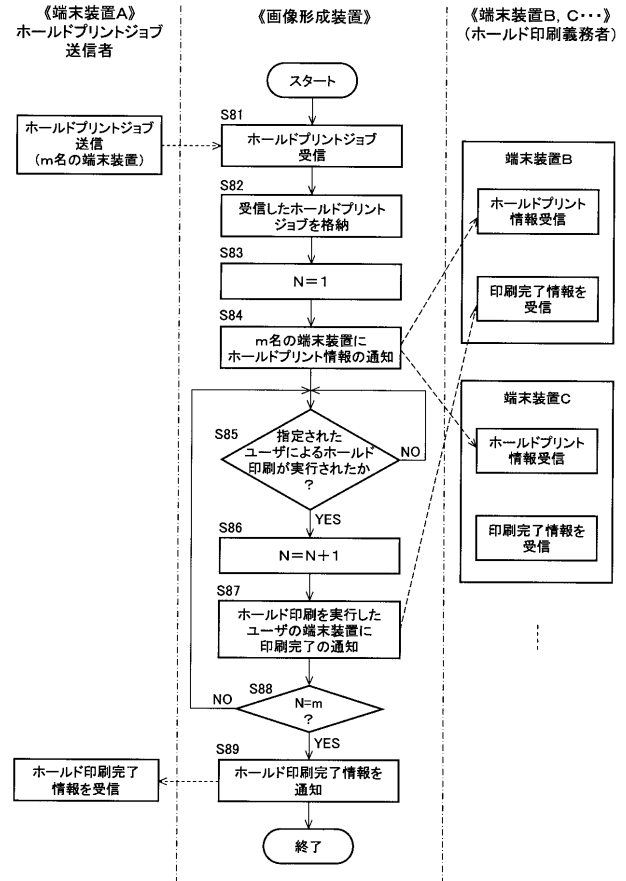 《端末装置A》
ホールドプリントジョブ
送信者
《画像形成装置》
《端末装置B, C・・・》
(ホールド印刷義務者)
スタート
S81
ホールドプリントジョブ
受信
ホールドプリントジョブ
送信
(m名の端末装置)
S82
受信したホールドプリント
ジョブを格納
S83
N=1
S84
m名の端末装置に
ホールドプリント情報の通知
端末装置B
ホールドプリント
情報受信
印刷完了情報を
受信
S85
指定された
ユーザによるホールド
印刷が実行されたか
?
NO
YES
端末装置C
ホールドプリント
情報受信
印刷完了情報を
受信
S86
N=N+1
S87
ホールド印刷を実行した
ユーザの端末装置に
印刷完了の通知
S88
NO
N=m
?
YES
S89
ホールド印刷完了情報を
通知
ホールド印刷完了
情報を受信
終了